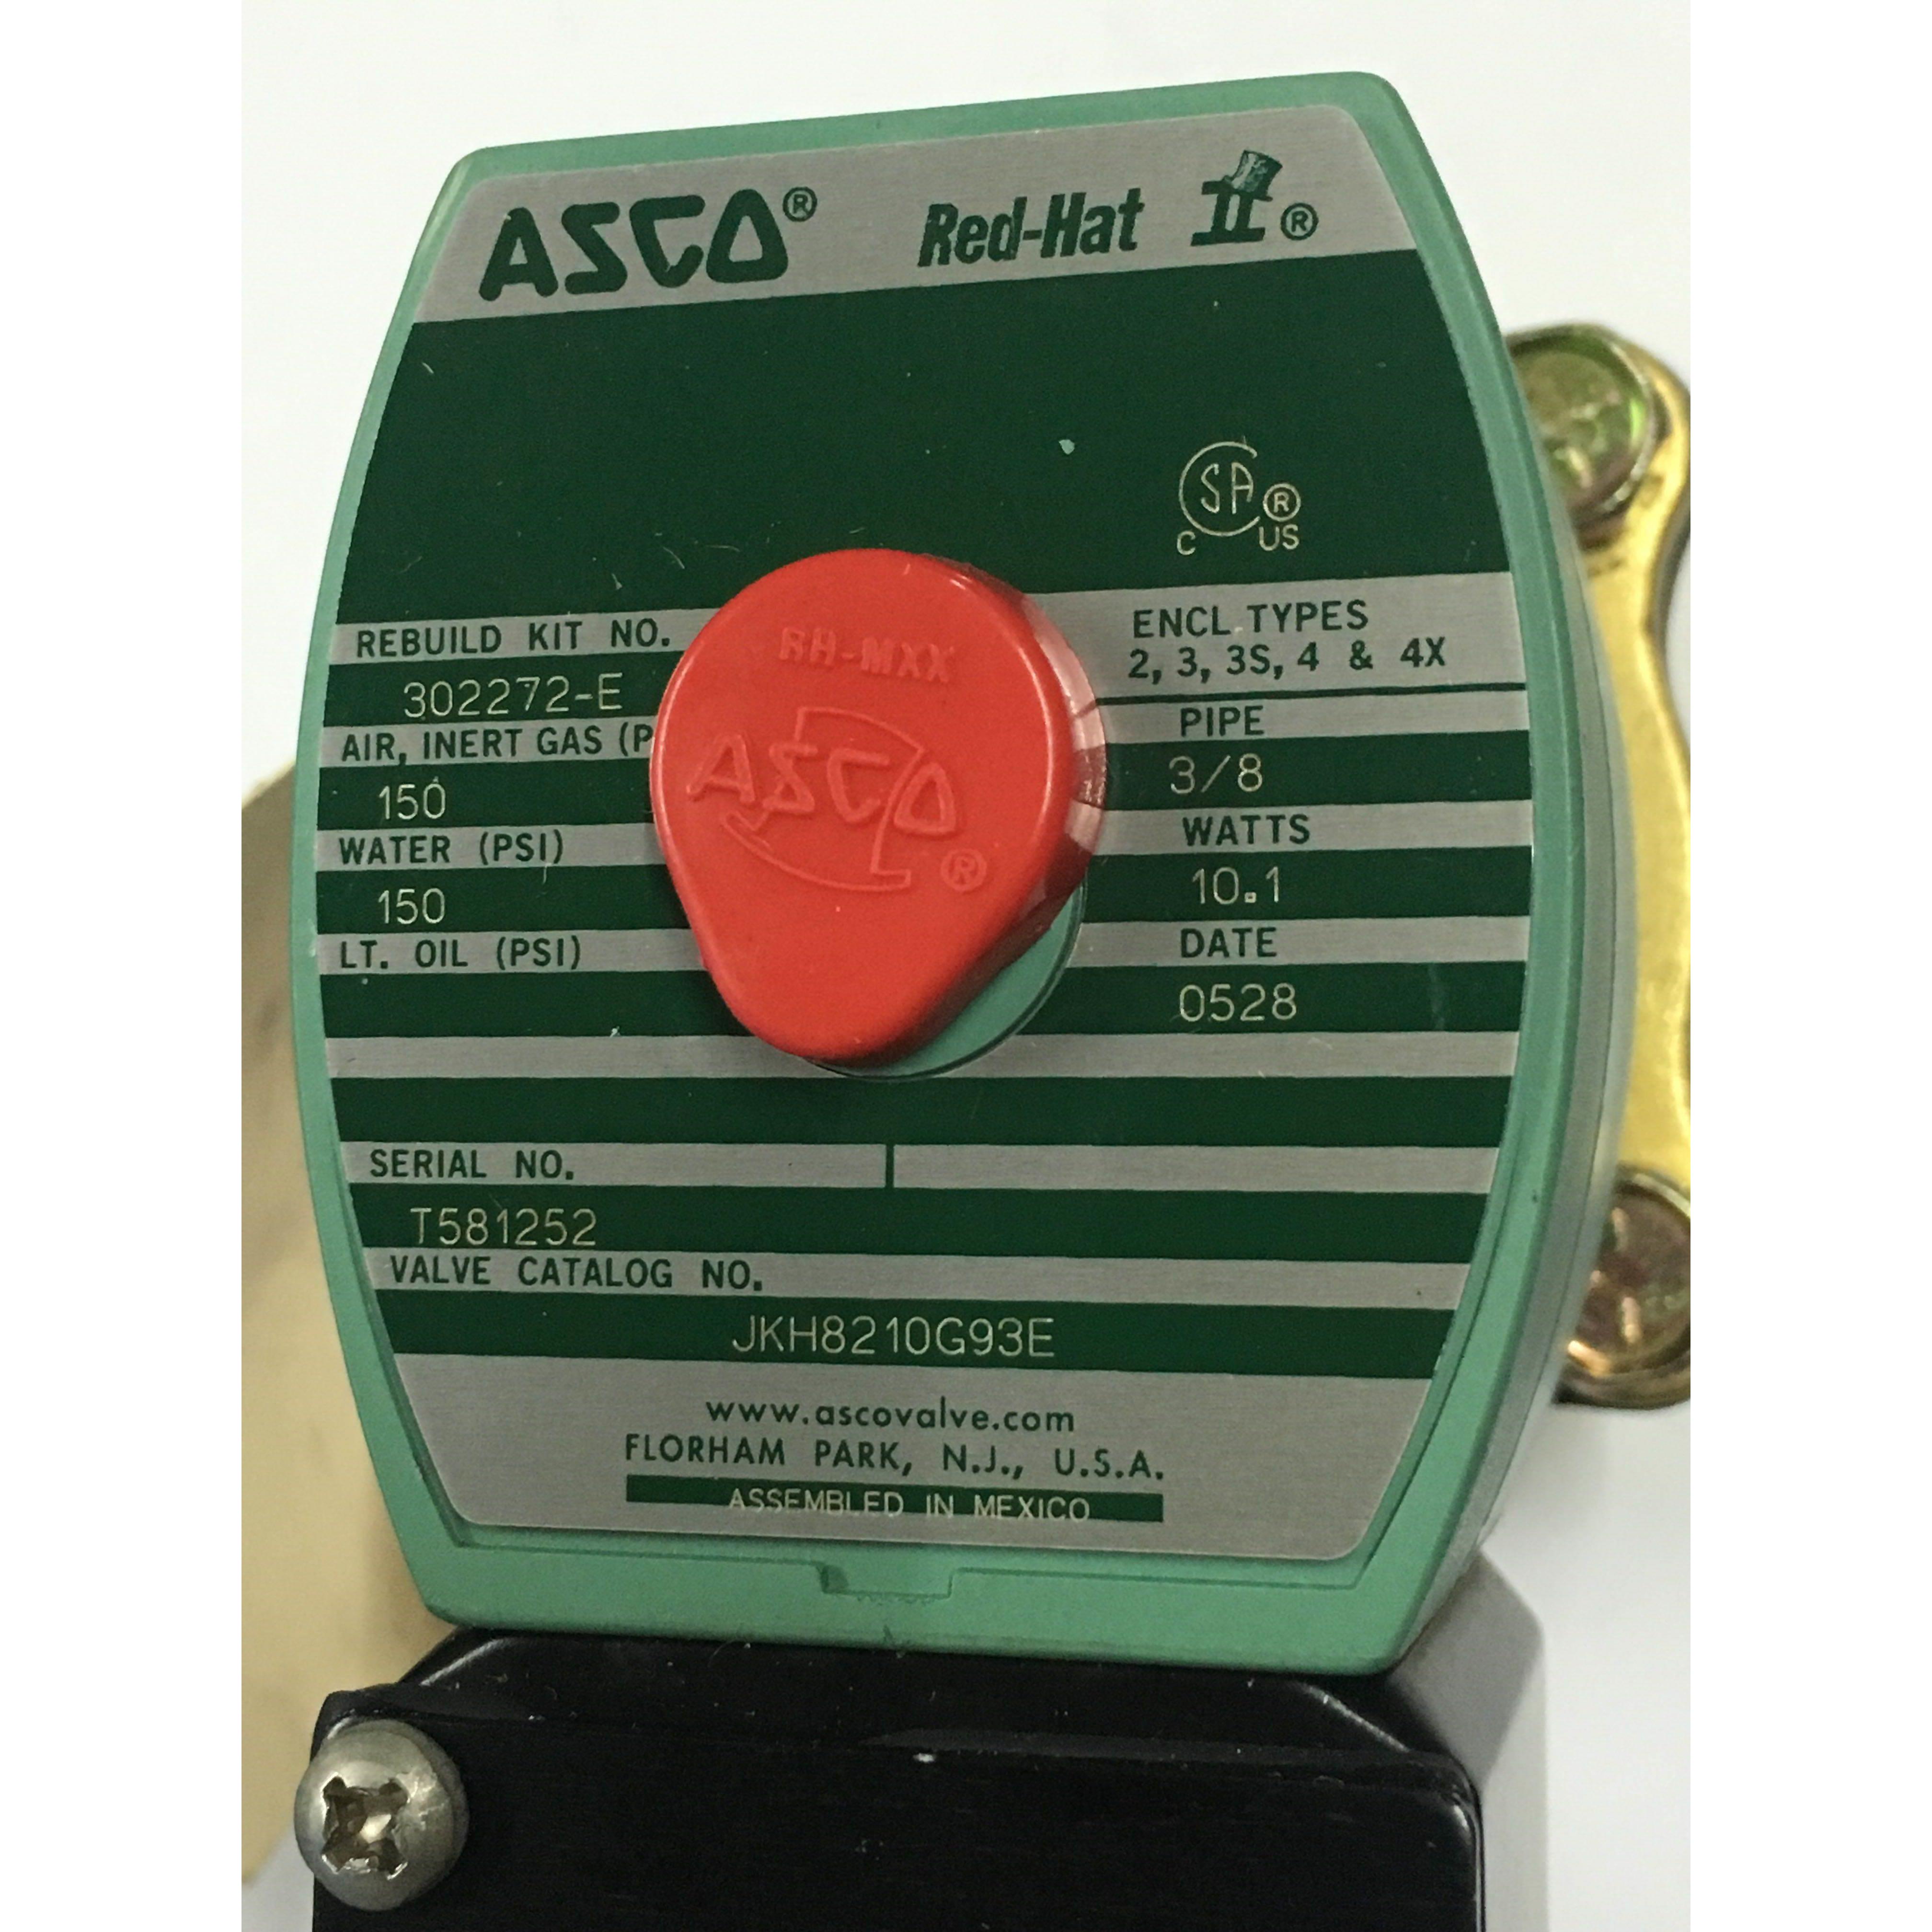 ASCO® Red-Hat II®
CSA® C US
REBUILD KIT NO.
302272-E
AIR, INERT GAS (P
150
WATER (PSI)
150
LT. OIL (PSI)
RH-MXX
ASCO®
ENCL. TYPES
2, 3, 3S, 4 & 4X
PIPE
3/8
WATTS
10.1
DATE
0528
SERIAL NO.
T581252
VALVE CATALOG NO.
JKH8210G93E
www.ascovalve.com
FLORHAM PARK, N.J., U.S.A.
ASSEMBLED IN MEXICO